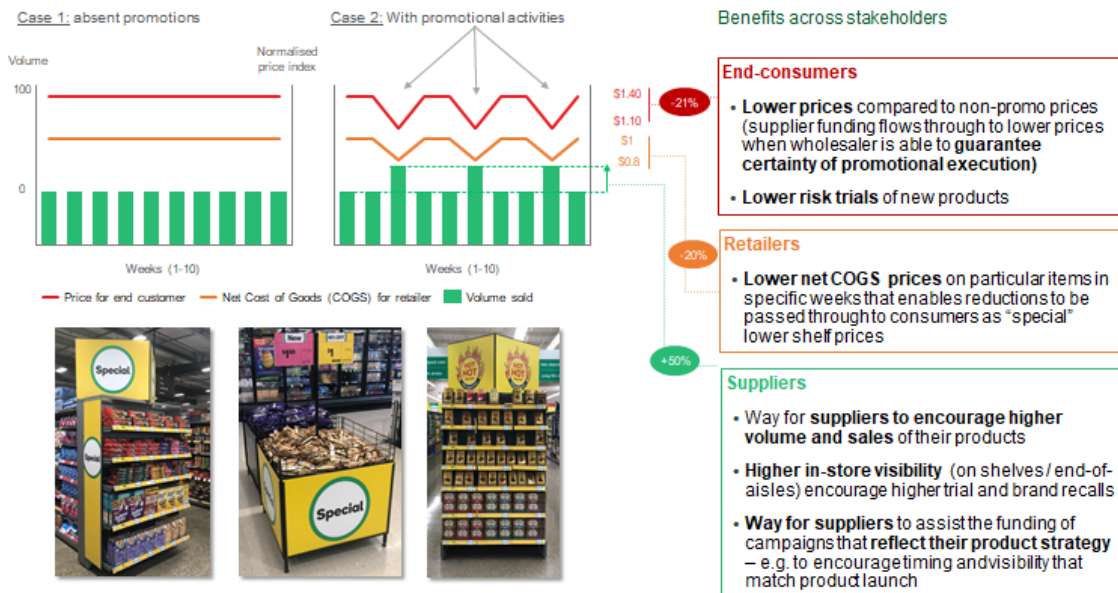 Case 1: absent promotions
Case 2: With promotional activities
Benefits across stakeholders
Volume
Normalised
price index
100
0
Weeks (1-10)
Weeks (1-10)
$1.40
$1.10
$1
$0.8
-21%
-20%
+50%
Price for end customer
Net Cost of Goods (COGS) for retailer
Volume sold
End-consumers
• Lower prices compared to non-promo prices
(supplier funding flows through to lower prices
when wholesaler is able to guarantee
certainty of promotional execution)
• Lower risk trials of new products
Retailers
• Lower net COGS prices on particular items in
specific weeks that enables reductions to be
passed through to consumers as “special”
lower shelf prices
Suppliers
• Way for suppliers to encourage higher
volume and sales of their products
• Higher in-store visibility (on shelves / end-of-
aisles) encourage higher trial and brand recalls
• Way for suppliers to assist the funding of
campaigns that reflect their product strategy
– e.g. to encourage timing and visibility that
match product launch
Special
Special
New
Special
HOT
HOT